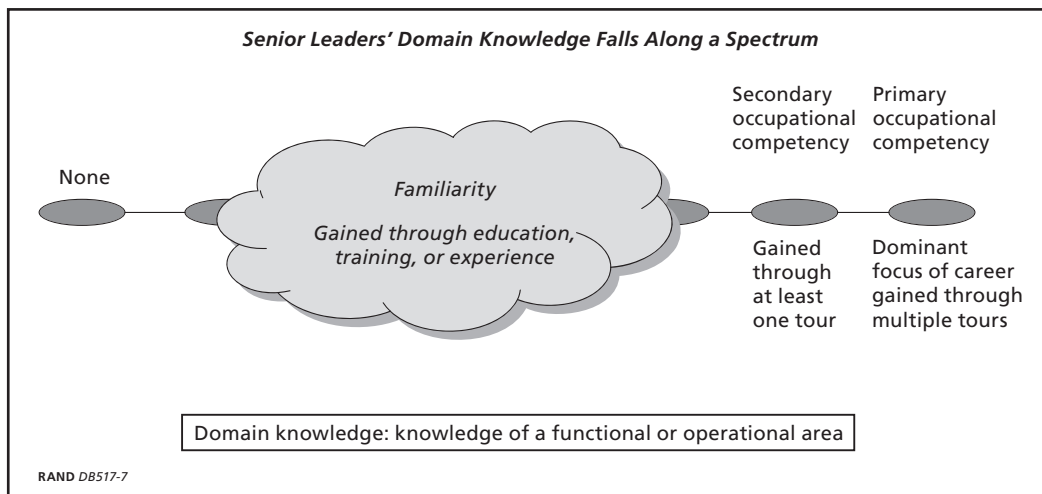 Senior Leaders’ Domain Knowledge Falls Along a Spectrum
None
Familiarity
Gained through education,
training, or experience
Secondary
occupational
competency
Gained
through
at least
one tour
Primary
occupational
competency
Dominant
focus of career
gained through
multiple tours
Domain knowledge: knowledge of a functional or operational area
RAND DB517-7